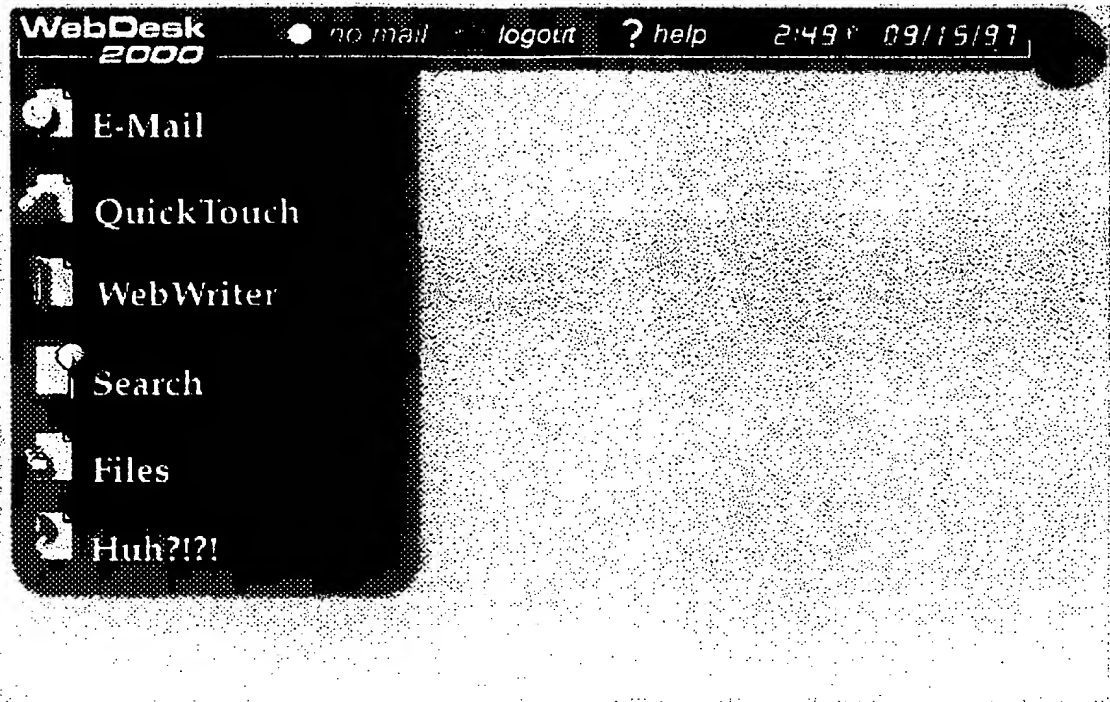 WebDesk
2000
no mail logout ? help 2:49 P 09/15/97
E-Mail
QuickTouch
WebWriter
Search
Files
Huh?!?!